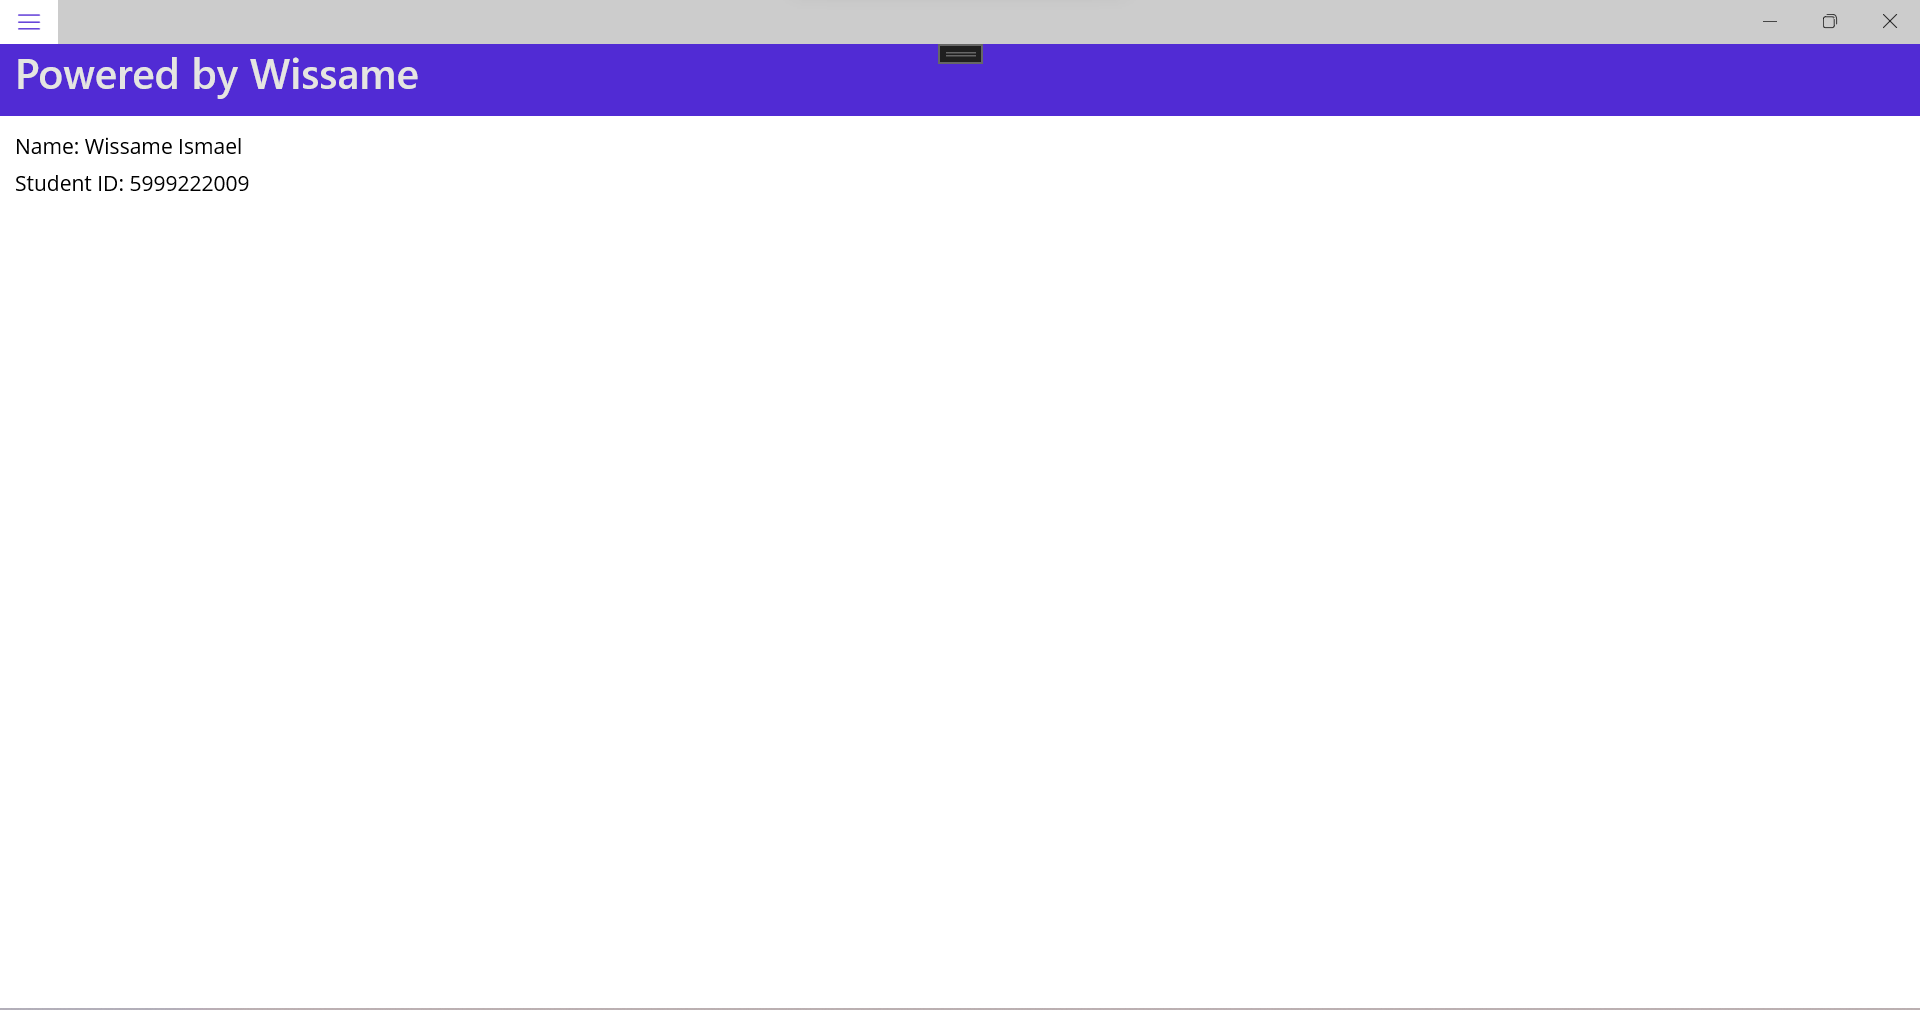 Powered by Wissame
Name: Wissame Ismael
Student ID: 5999222009